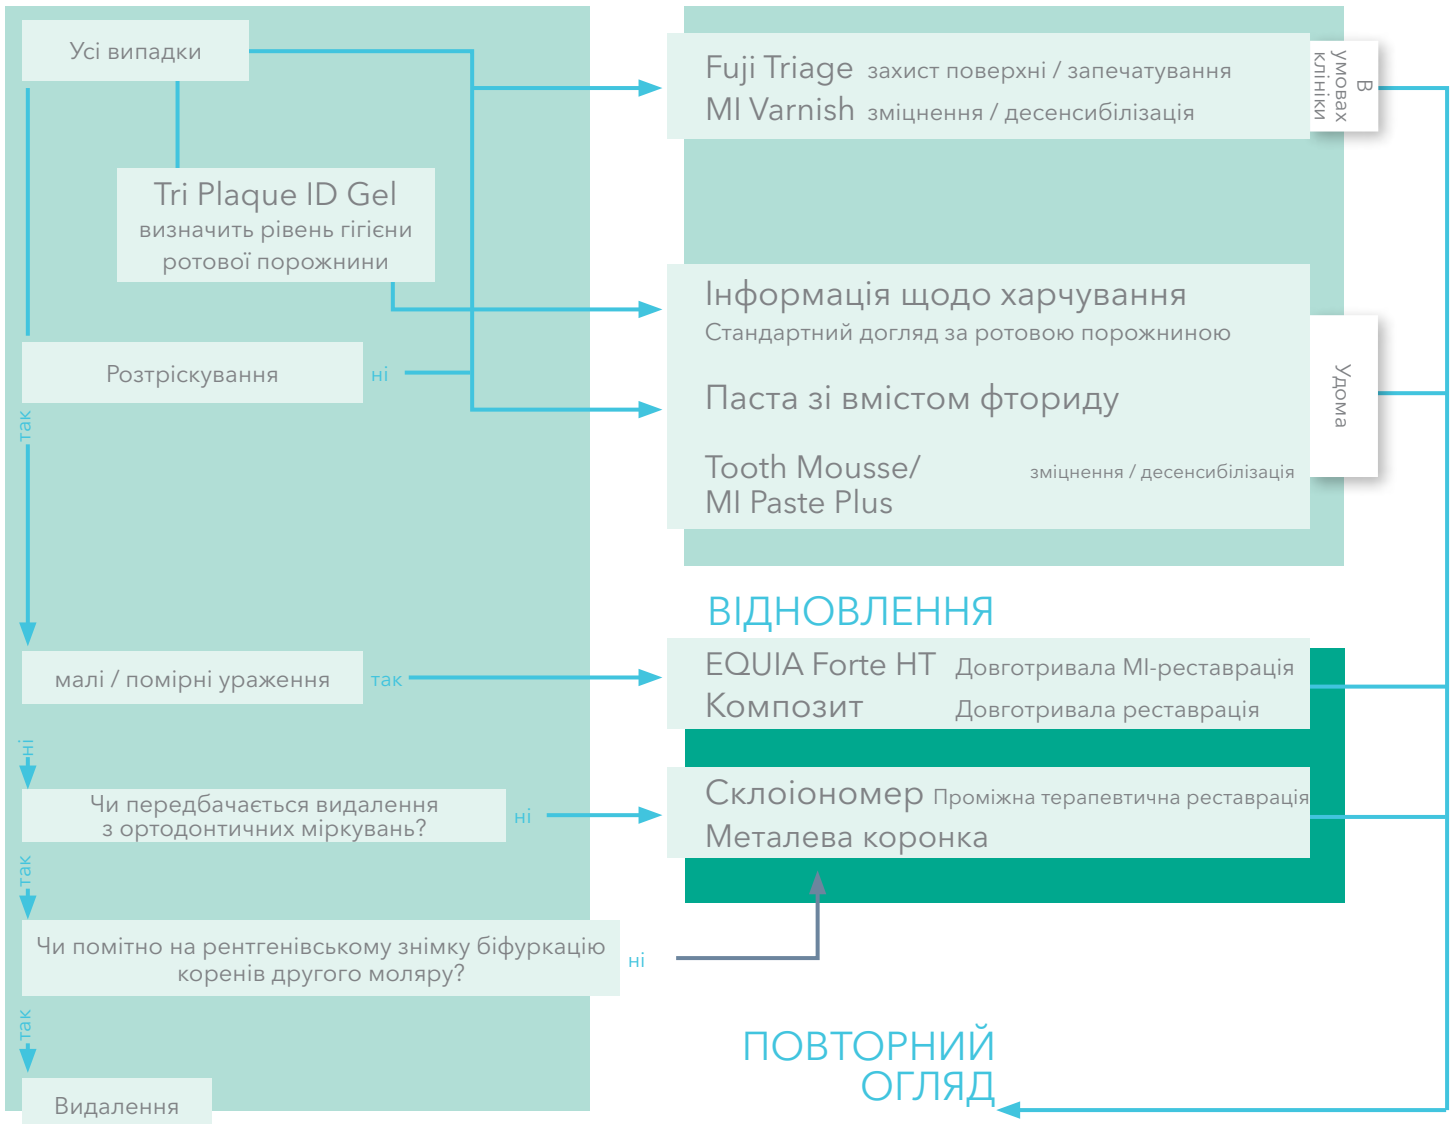 Усі випадки
Tri Plaque ID Gel
визначить рівень гігієни
ротової порожнини
Розтріскування
ні
так
малі / помірні ураження
так
ні
Чи передбачається видалення
з ортодонтичних міркувань?
ні
так
Чи помітно на рентгенівському знімку біфуркацію
коренів другого моляру?
ні
так
Видалення
Fuji Triage захист поверхні / запечатування
MI Varnish зміцнення / десенсибілізація
В
умовах
клініки
Інформація щодо харчування
Стандартний догляд за ротовою порожниною
Паста зі вмістом фториду
Tooth Mousse/ зміцнення / десенсибілізація
MI Paste Plus
Удома
ВІДНОВЛЕННЯ
EQUIA Forte HT Довготривала МІ-реставрація
Композит Довготривала реставрація
Склоіономер Проміжна терапевтична реставрація
Металева коронка
ПОВТОРНИЙ
ОГЛЯД